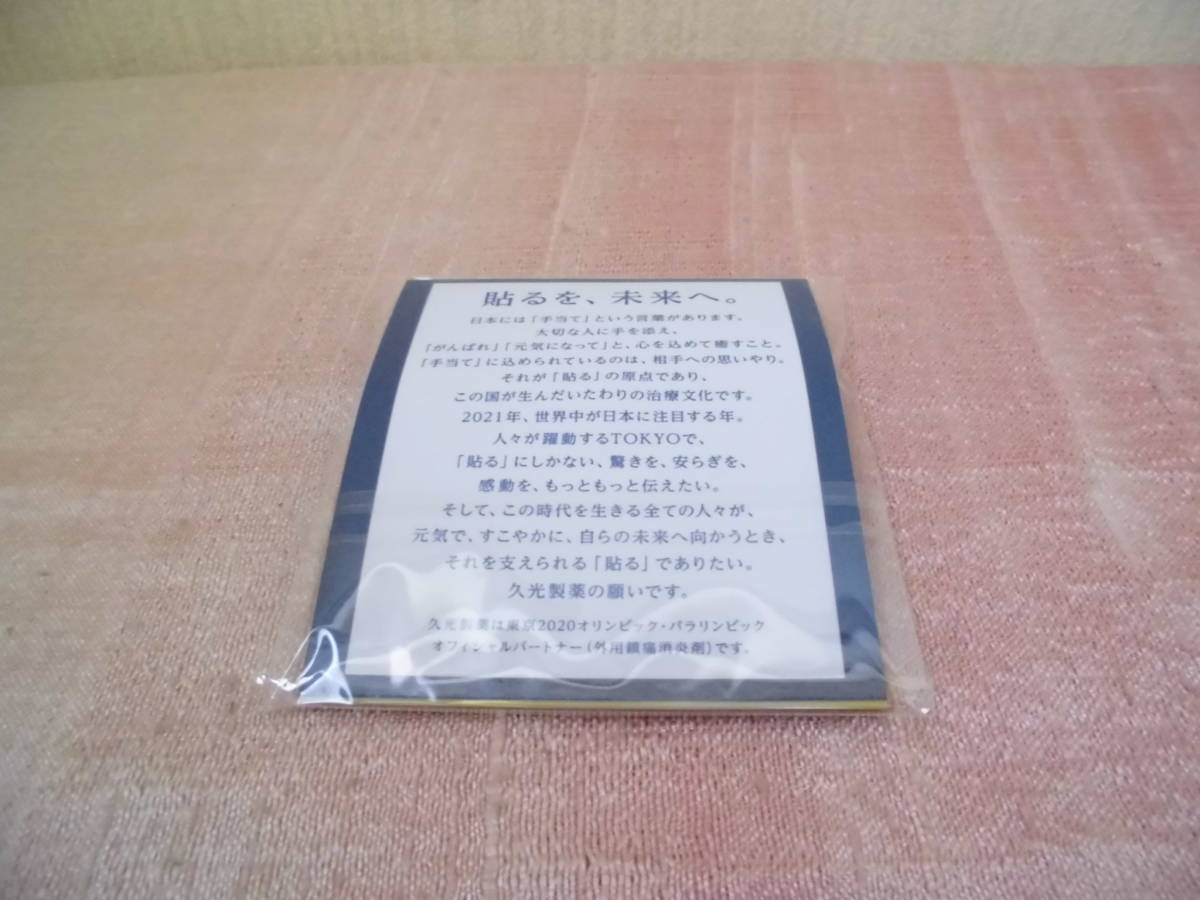 貼るを、未来へ。
日本には「手当て」という言葉があります。
大切な人に手を添え、
「がんばれ」「元気になって」と、心を込めて癒すこと。
「手当て」に込められているのは、相手への思いやり。
それが「貼る」の原点であり、
この国が生んだいたわりの治療文化です。
2021年、世界中が日本に注目する年。
人々が躍動するTOKYOで、
「貼る」にしかない、驚きを、安らぎを、
感動を、もっともっと伝えたい。
そして、この時代を生きる全ての人々が、
元気で、すこやかに、自らの未来へ向かうとき、
それを支えられる「貼る」でありたい。
久光製薬の願いです。
久光製薬は東京2020オリンピック・パラリンピック
オフィシャルパートナー（外用鎮痛消炎剤）です。